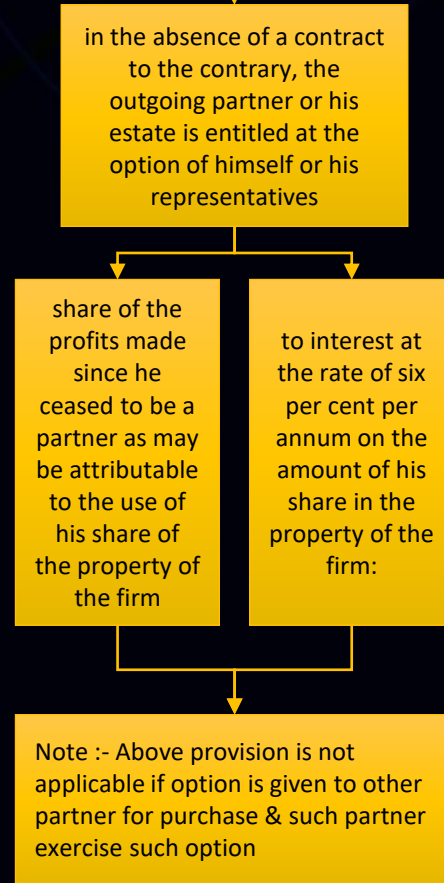 in the absence of a contract
to the contrary, the
outgoing partner or his
estate is entitled at the
option of himself or his
representatives
share of the
profits made
since he
ceased to be a
partner as may
be attributable
to the use of
his share of
the property of
the firm
to interest at
the rate of six
per cent per
annum on the
amount of his
share in the
property of the
firm:
Note :- Above provision is not
applicable if option is given to other
partner for purchase & such partner
exercise such option